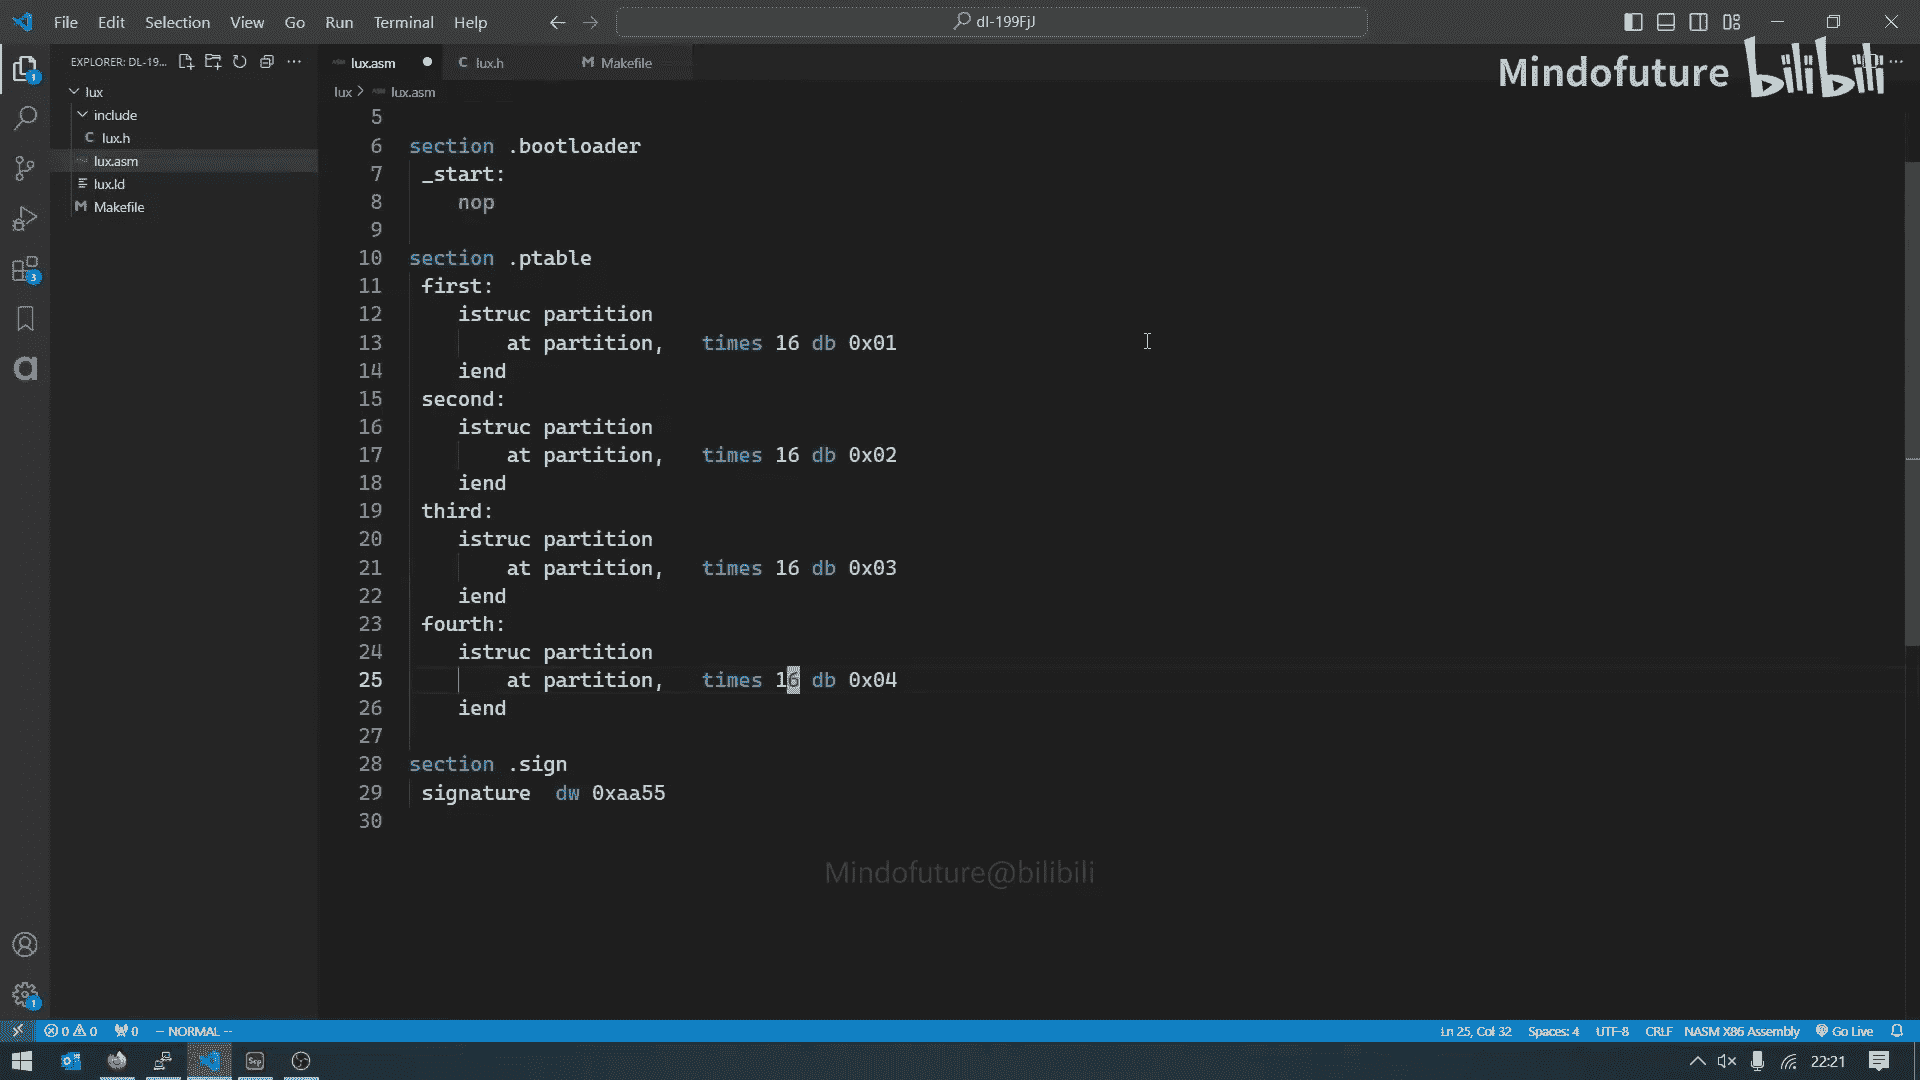 File Edit Selection View Go Run Terminal Help
dl-199FjJ
Mindofuture bilibili
EXPLORER: DL-19...
lux
include
C lux.h
lux.asm
lux.ld
M Makefile
lux.asm
C lux.h
M Makefile
lux > lux.asm
5
6 section .bootloader
7 _start:
8 nop
9
10 section .ptable
11 first:
12 istruc partition
13 at partition, times 16 db 0x01
14 iend
15 second:
16 istruc partition
17 at partition, times 16 db 0x02
18 iend
19 third:
20 istruc partition
21 at partition, times 16 db 0x03
22 iend
23 fourth:
24 istruc partition
25 at partition, times 16 db 0x04
26 iend
27
28 section .sign
29 signature dw 0xaa55
30
Mindofuture@bilibili
1
3
a
1
0 0 0 -- NORMAL --
Ln 25, Col 32 Spaces: 4 UTF-8 CRLF NASM X86 Assembly Go Live
22:21